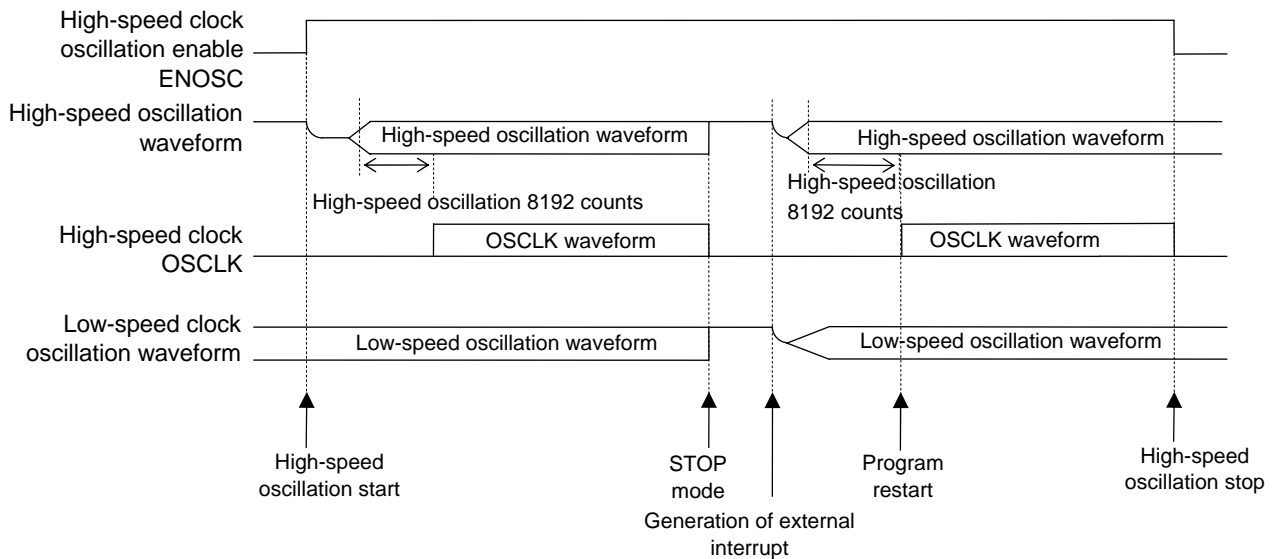 High-speed clock
oscillation enable
ENOSC
High-speed oscillation
waveform
High-speed oscillation waveform
High-speed oscillation waveform
High-speed oscillation 8192 counts
High-speed oscillation
8192 counts
High-speed clock
OSCLK
OSCLK waveform
OSCLK waveform
Low-speed clock
oscillation waveform
Low-speed oscillation waveform
Low-speed oscillation waveform
High-speed
oscillation start
STOP
mode
Generation of external
interrupt
Program
restart
High-speed
oscillation stop